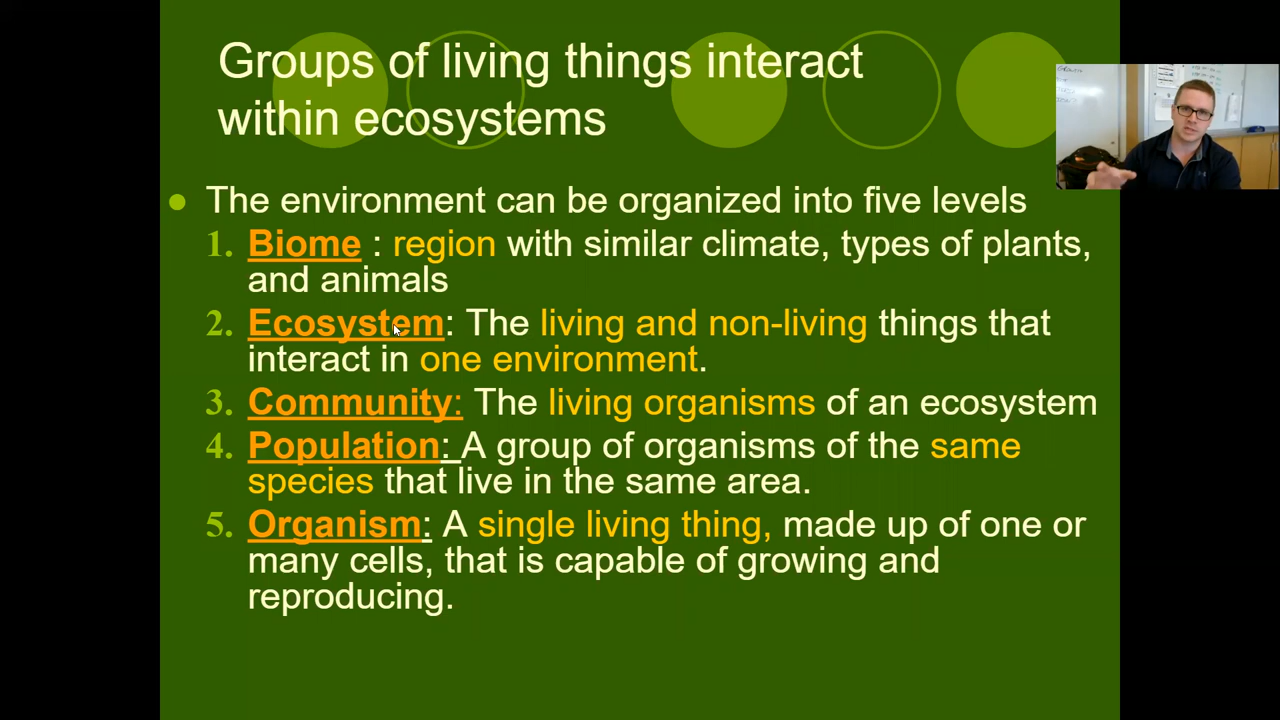 Groups of living things interact
within ecosystems
The environment can be organized into five levels
1. Biome : region with similar climate, types of plants,
and animals
2. Ecosystem: The living and non-living things that
interact in one environment.
3. Community: The living organisms of an ecosystem
4. Population: A group of organisms of the same
species that live in the same area.
5. Organism: A single living thing, made up of one or
many cells, that is capable of growing and
reproducing.